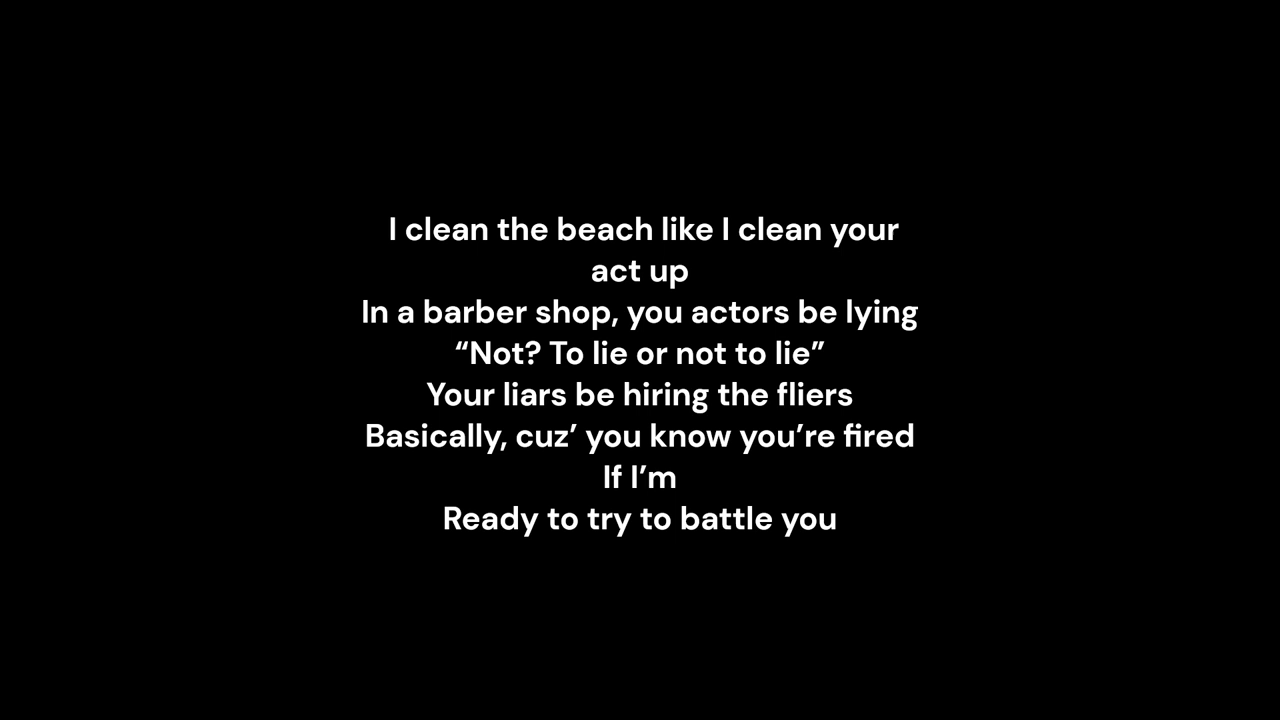 I clean the beach like I clean your
act up
In a barber shop, you actors be lying
“Not? To lie or not to lie”
Your liars be hiring the fliers
Basically, cuz’ you know you’re fired
If I’m
Ready to try to battle you